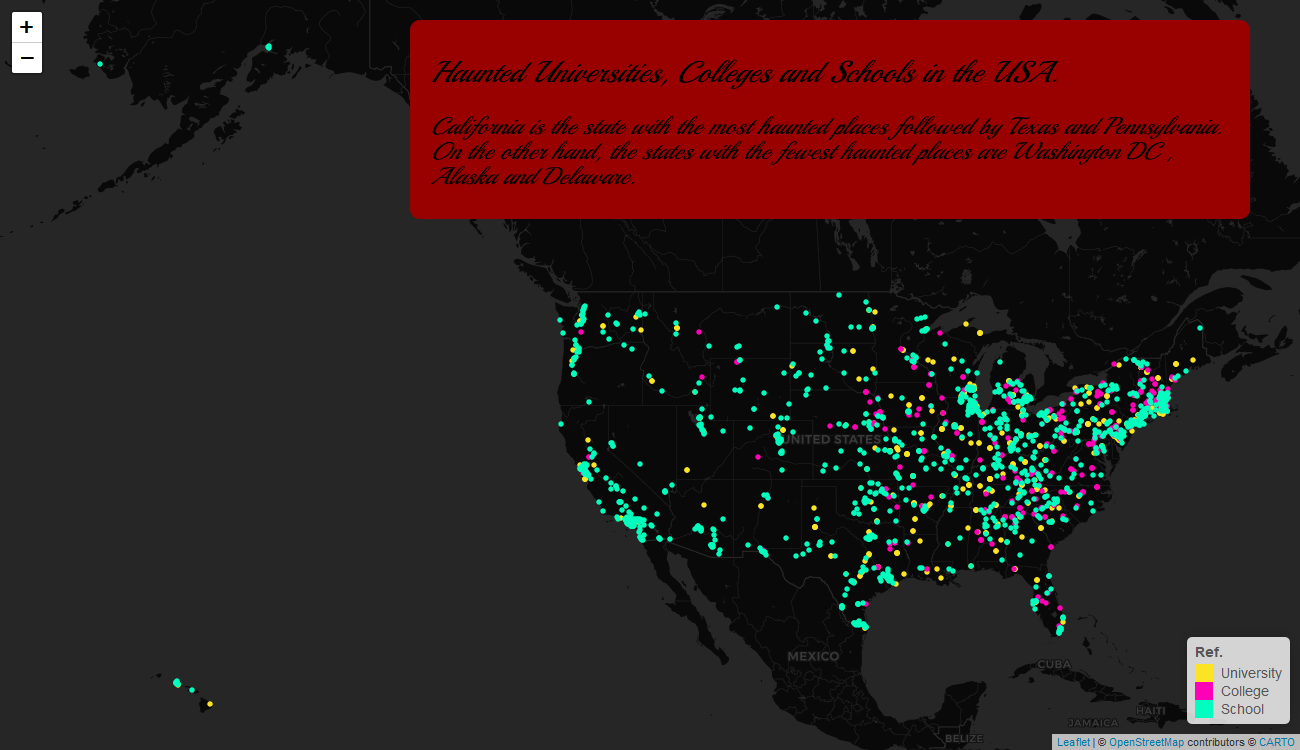 +
−
Haunted Universities, Colleges and Schools in the USA.
California is the state with the most haunted places followed by Texas and Pennsylvania.
On the other hand, the states with the fewest haunted places are Washington DC ,
Alaska and Delaware.
UNITED STATES
MEXICO
CUBA
HAITI
JAMAICA
BELIZE
Ref.
University
College
School
Leaflet | © OpenStreetMap contributors © CARTO